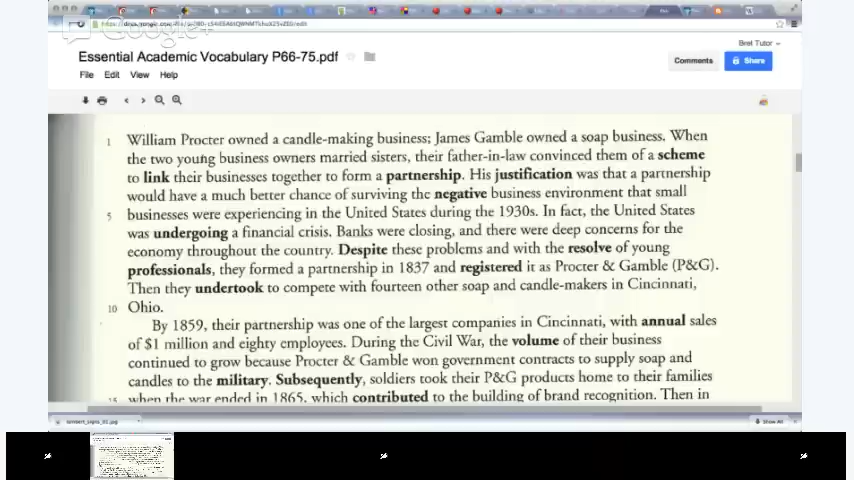 Google+
Bret Tutor
Essential Academic Vocabulary P66-75.pdf
File Edit View Help
Comments
Share
1 William Procter owned a candle-making business; James Gamble owned a soap business. When
the two young business owners married sisters, their father-in-law convinced them of a scheme
to link their businesses together to form a partnership. His justification was that a partnership
would have a much better chance of surviving the negative business environment that small
5 businesses were experiencing in the United States during the 1930s. In fact, the United States
was undergoing a financial crisis. Banks were closing, and there were deep concerns for the
economy throughout the country. Despite these problems and with the resolve of young
professionals, they formed a partnership in 1837 and registered it as Procter & Gamble (P&G).
Then they undertook to compete with fourteen other soap and candle-makers in Cincinnati,
10 Ohio.
By 1859, their partnership was one of the largest companies in Cincinnati, with annual sales
of $1 million and eighty employees. During the Civil War, the volume of their business
continued to grow because Procter & Gamble won government contracts to supply soap and
candles to the military. Subsequently, soldiers took their P&G products home to their families
15 when the war ended in 1865, which contributed to the building of brand recognition. Then in
Show All